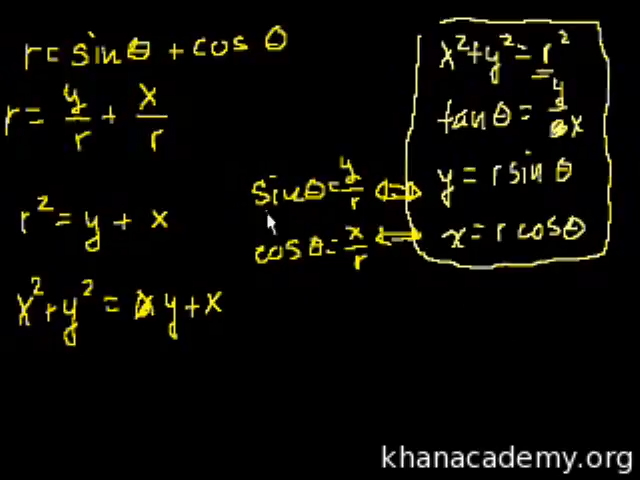 r = sin θ + cos θ
r = y/r + x/r
r² = y + x
x² + y² = y + x
sin θ = y/r ⇔
cos θ = x/r ⇔
x² + y² = r²
tan θ = y/x
y = r sin θ
x = r cos θ
khanacademy.org